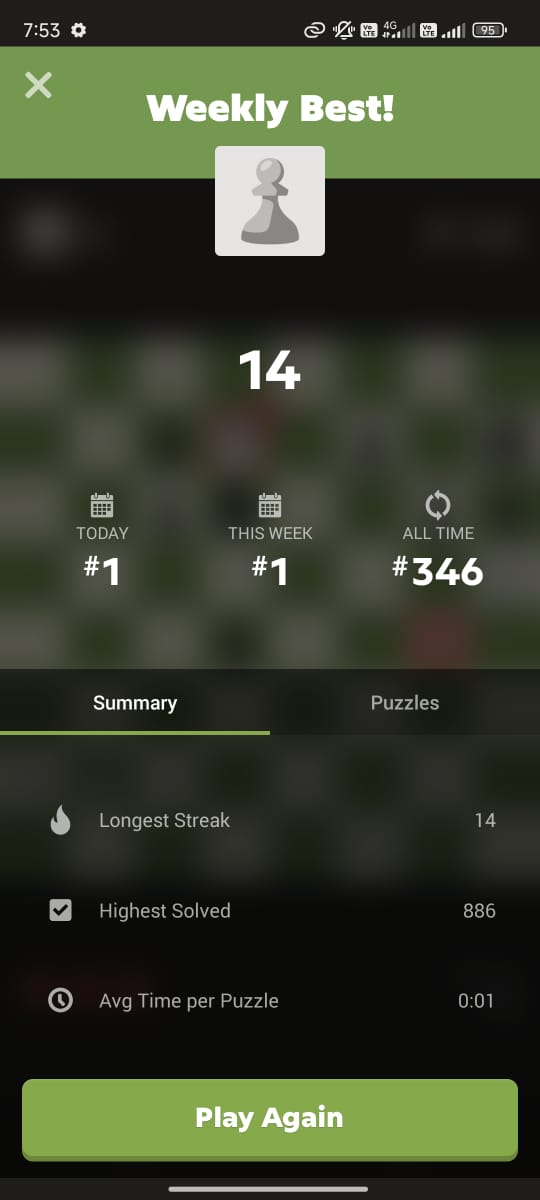 7:53
Vo LTE 4G Vo LTE 95
Weekly Best!
14
TODAY THIS WEEK ALL TIME
#1 #1 #346
Summary Puzzles
Longest Streak 14
Highest Solved 886
Avg Time per Puzzle 0:01
Play Again